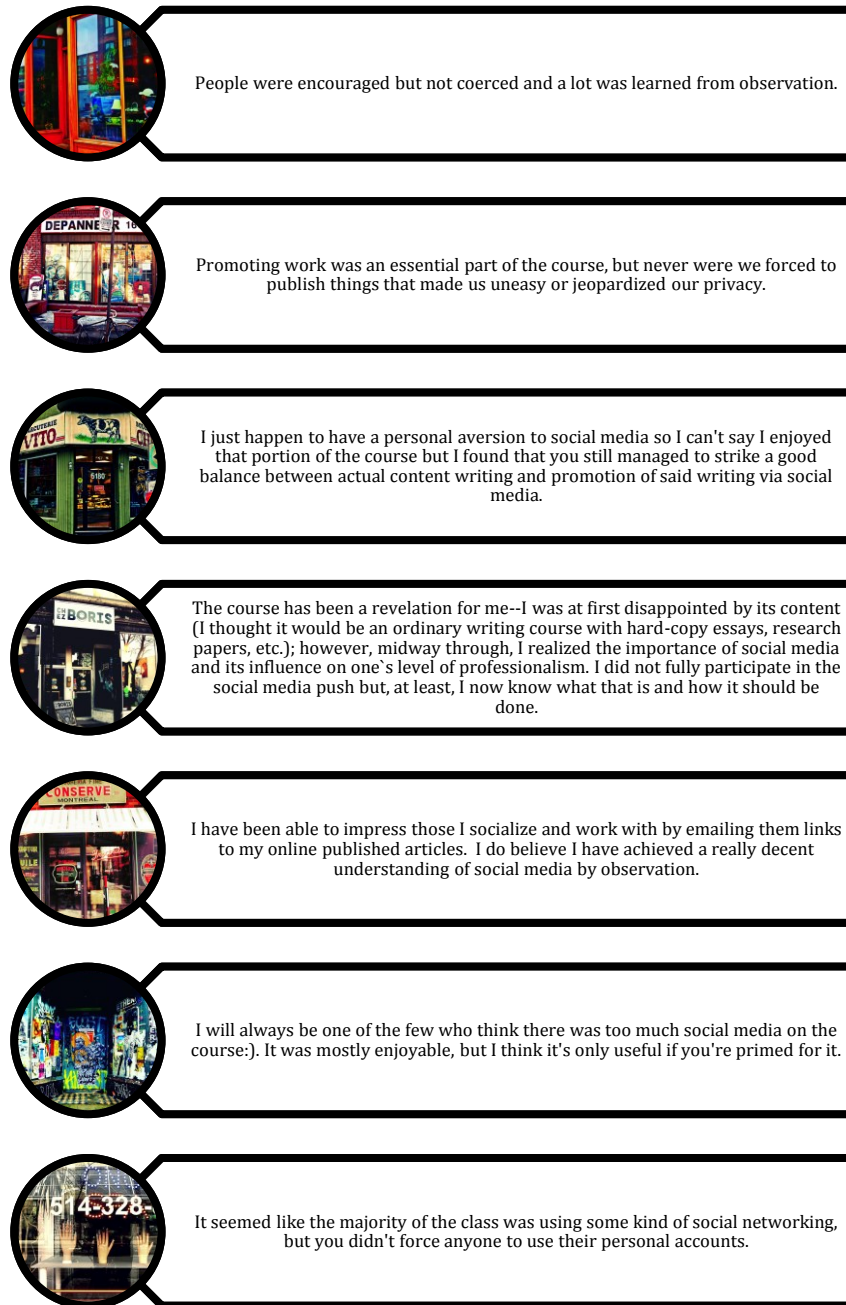 People were encouraged but not coerced and a lot was learned from observation.
DEPANNE R 16
Promoting work was an essential part of the course, but never were we forced to
publish things that made us uneasy or jeopardized our privacy.
VITO
CH
5180
I just happen to have a personal aversion to social media so I can't say I enjoyed
that portion of the course but I found that you still managed to strike a good
balance between actual content writing and promotion of said writing via social
media.
CH
EZ BORIS
The course has been a revelation for me--I was at first disappointed by its content
(I thought it would be an ordinary writing course with hard-copy essays, research
papers, etc.); however, midway through, I realized the importance of social media
and its influence on one`s level of professionalism. I did not fully participate in the
social media push but, at least, I now know what that is and how it should be
done.
CONSERVE
MONTREAL
I have been able to impress those I socialize and work with by emailing them links
to my online published articles.  I do believe I have achieved a really decent
understanding of social media by observation.
I will always be one of the few who think there was too much social media on the
course:). It was mostly enjoyable, but I think it's only useful if you're primed for it.
514-328-
It seemed like the majority of the class was using some kind of social networking,
but you didn't force anyone to use their personal accounts.